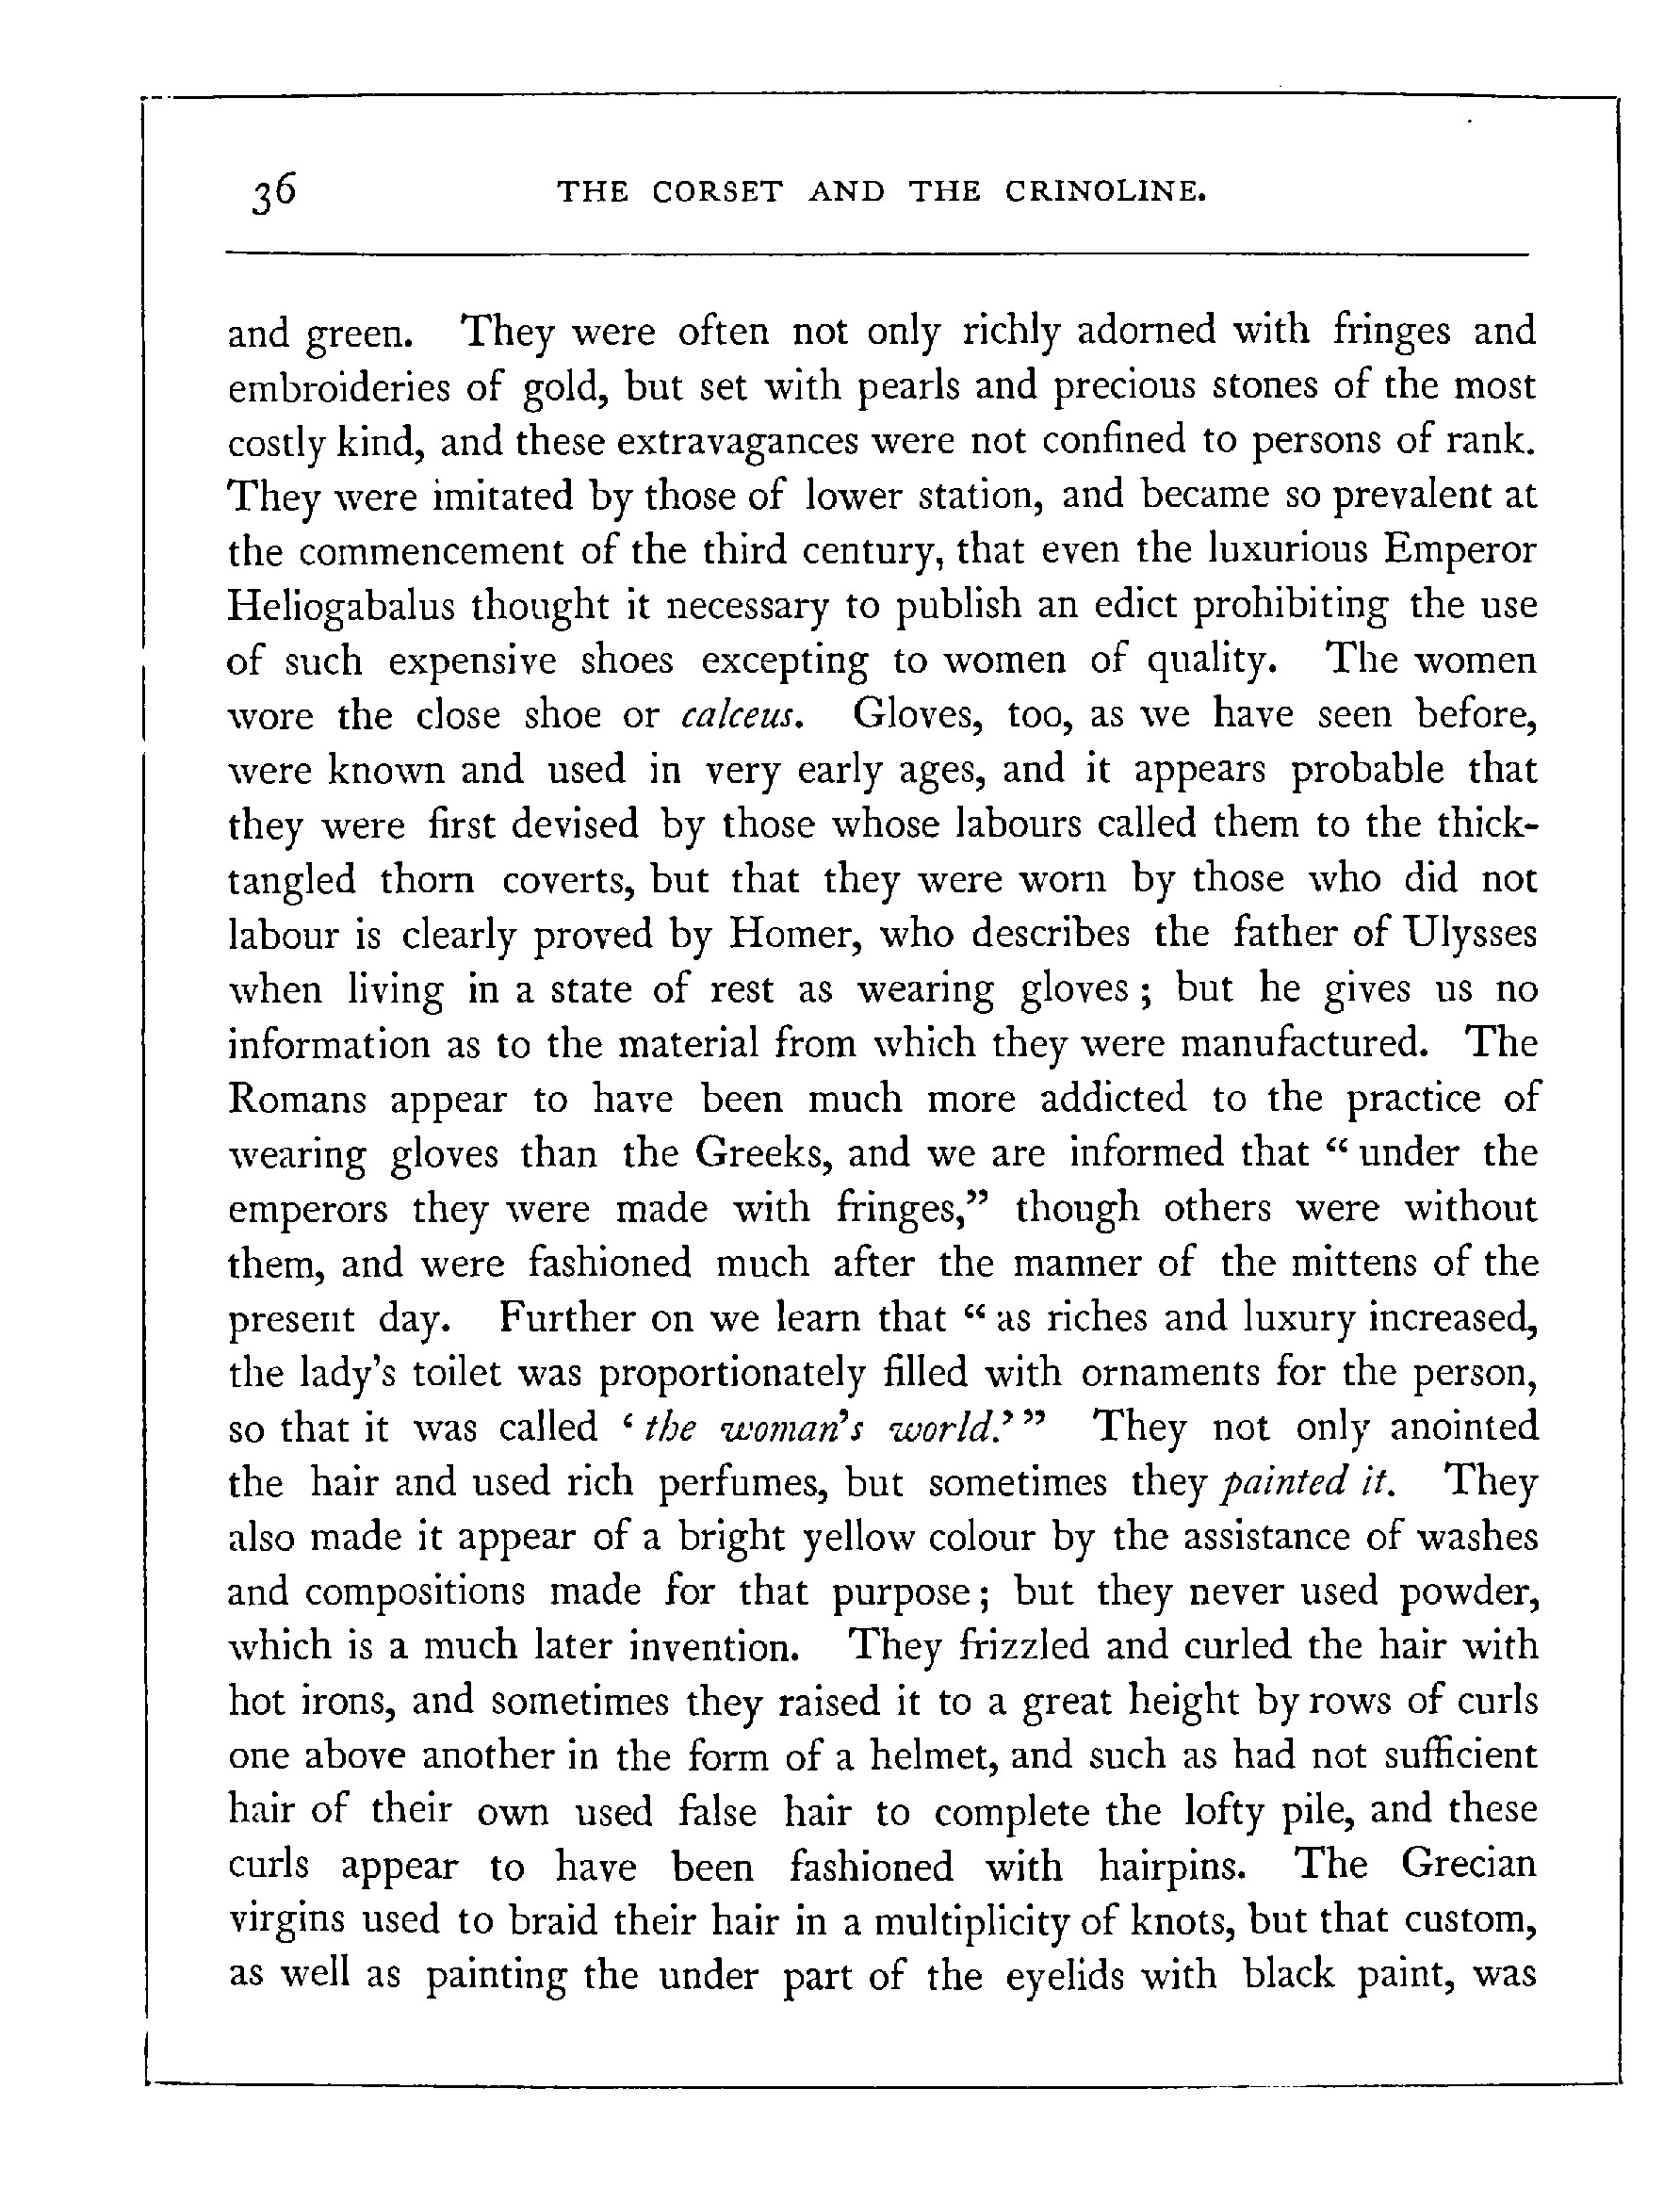 36 THE CORSET AND THE CRINOLINE.
and green. They were often not only richly adorned with fringes and
embroideries of gold, but set with pearls and precious stones of the most
costly kind, and these extravagances were not confined to persons of rank.
They were imitated by those of lower station, and became so prevalent at
the commencement of the third century, that even the luxurious Emperor
Heliogabalus thought it necessary to publish an edict prohibiting the use
of such expensive shoes excepting to women of quality. The women
wore the close shoe or calceus. Gloves, too, as we have seen before,
were known and used in very early ages, and it appears probable that
they were first devised by those whose labours called them to the thick-
tangled thorn coverts, but that they were worn by those who did not
labour is clearly proved by Homer, who describes the father of Ulysses
when living in a state of rest as wearing gloves; but he gives us no
information as to the material from which they were manufactured. The
Romans appear to have been much more addicted to the practice of
wearing gloves than the Greeks, and we are informed that “under the
emperors they were made with fringes,” though others were without
them, and were fashioned much after the manner of the mittens of the
present day. Further on we learn that “as riches and luxury increased,
the lady’s toilet was proportionately filled with ornaments for the person,
so that it was called ‘the woman’s world.’” They not only anointed
the hair and used rich perfumes, but sometimes they painted it. They
also made it appear of a bright yellow colour by the assistance of washes
and compositions made for that purpose; but they never used powder,
which is a much later invention. They frizzled and curled the hair with
hot irons, and sometimes they raised it to a great height by rows of curls
one above another in the form of a helmet, and such as had not sufficient
hair of their own used false hair to complete the lofty pile, and these
curls appear to have been fashioned with hairpins. The Grecian
virgins used to braid their hair in a multiplicity of knots, but that custom,
as well as painting the under part of the eyelids with black paint, was